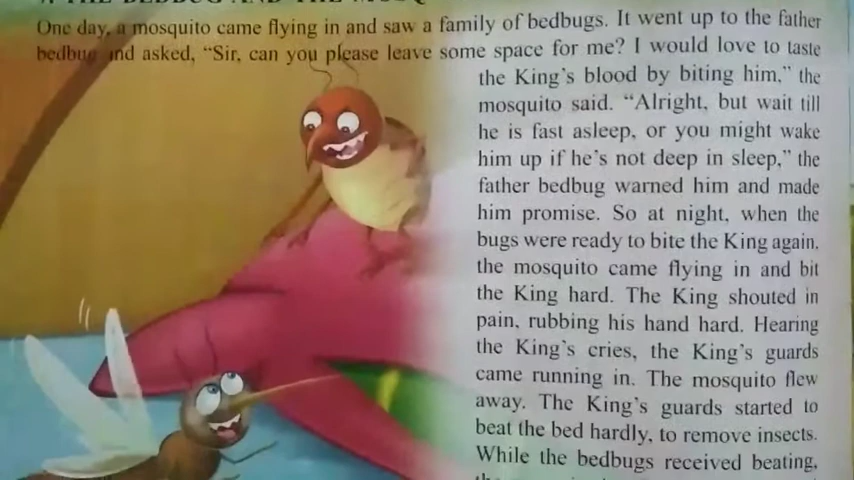 THE BEDBUG AND THE MOSQ
One day, a mosquito came flying in and saw a family of bedbugs. It went up to the father
bedbug and asked, “Sir, can you please leave some space for me? I would love to taste
the King’s blood by biting him,” the
mosquito said. “Alright, but wait till
he is fast asleep, or you might wake
him up if he’s not deep in sleep,” the
father bedbug warned him and made
him promise. So at night, when the
bugs were ready to bite the King again,
the mosquito came flying in and bit
the King hard. The King shouted in
pain, rubbing his hand hard. Hearing
the King’s cries, the King’s guards
came running in. The mosquito flew
away. The King’s guards started to
beat the bed hardly, to remove insects.
While the bedbugs received beating,